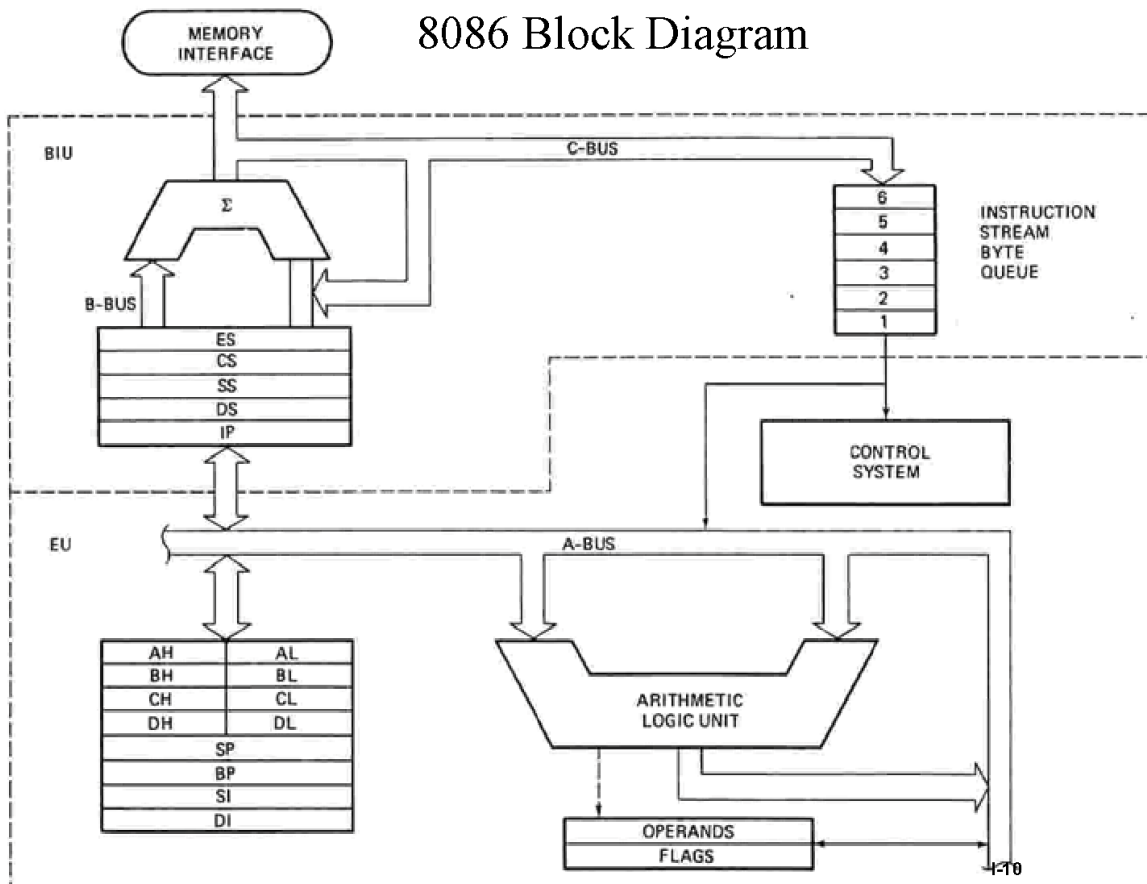 8086 Block Diagram
MEMORY
INTERFACE
BIU
C-BUS
Σ
B-BUS
6
5
4
3
2
1
INSTRUCTION
STREAM
BYTE
QUEUE
ES
CS
SS
DS
IP
CONTROL
SYSTEM
EU
A-BUS
AH AL
BH BL
CH CL
DH DL
SP
BP
SI
DI
ARITHMETIC
LOGIC UNIT
OPERANDS
FLAGS